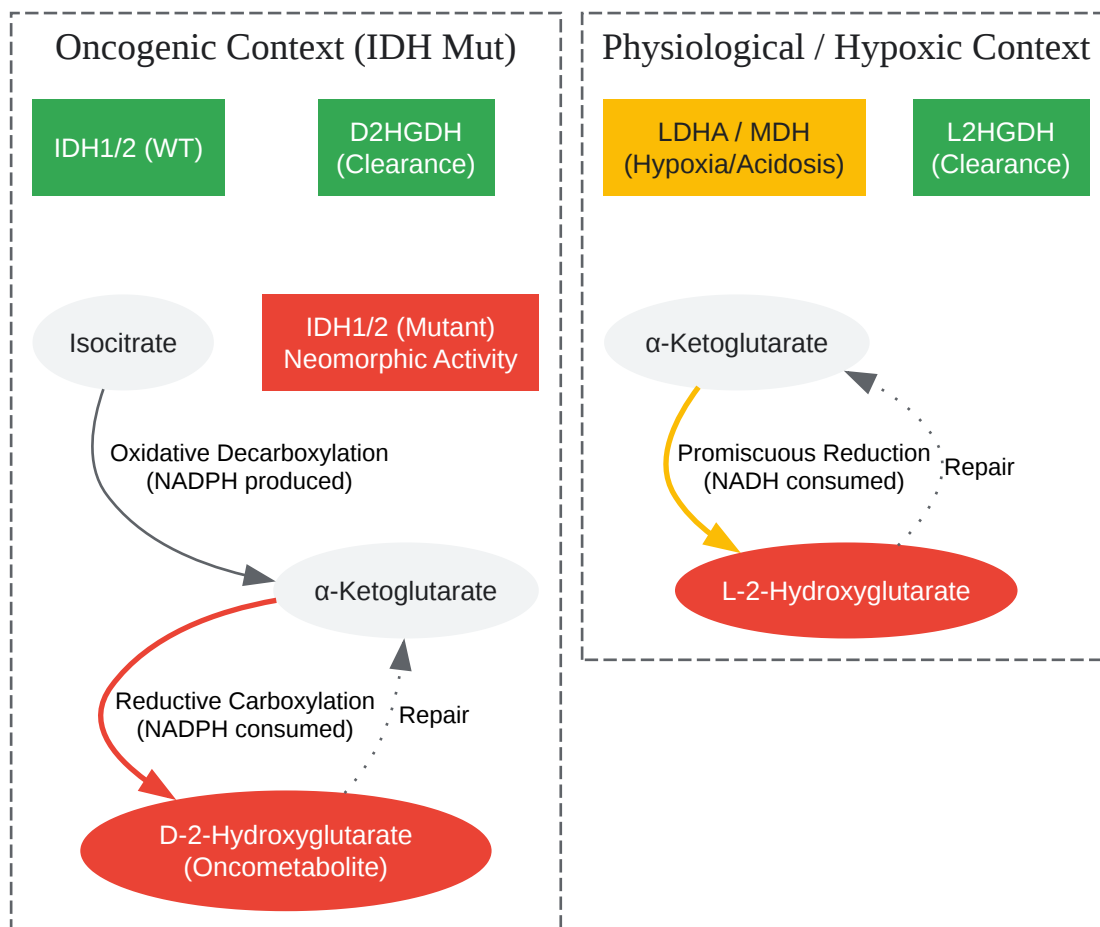 Oncogenic Context (IDH Mut)
IDH1/2 (WT)
D2HGDH
(Clearance)
Isocitrate
IDH1/2 (Mutant)
Neomorphic Activity
Oxidative Decarboxylation
(NADPH produced)
α-Ketoglutarate
Reductive Carboxylation
(NADPH consumed)
Repair
D-2-Hydroxyglutarate
(Oncometabolite)
Physiological / Hypoxic Context
LDHA / MDH
(Hypoxia/Acidosis)
L2HGDH
(Clearance)
α-Ketoglutarate
Promiscuous Reduction
(NADH consumed)
Repair
L-2-Hydroxyglutarate